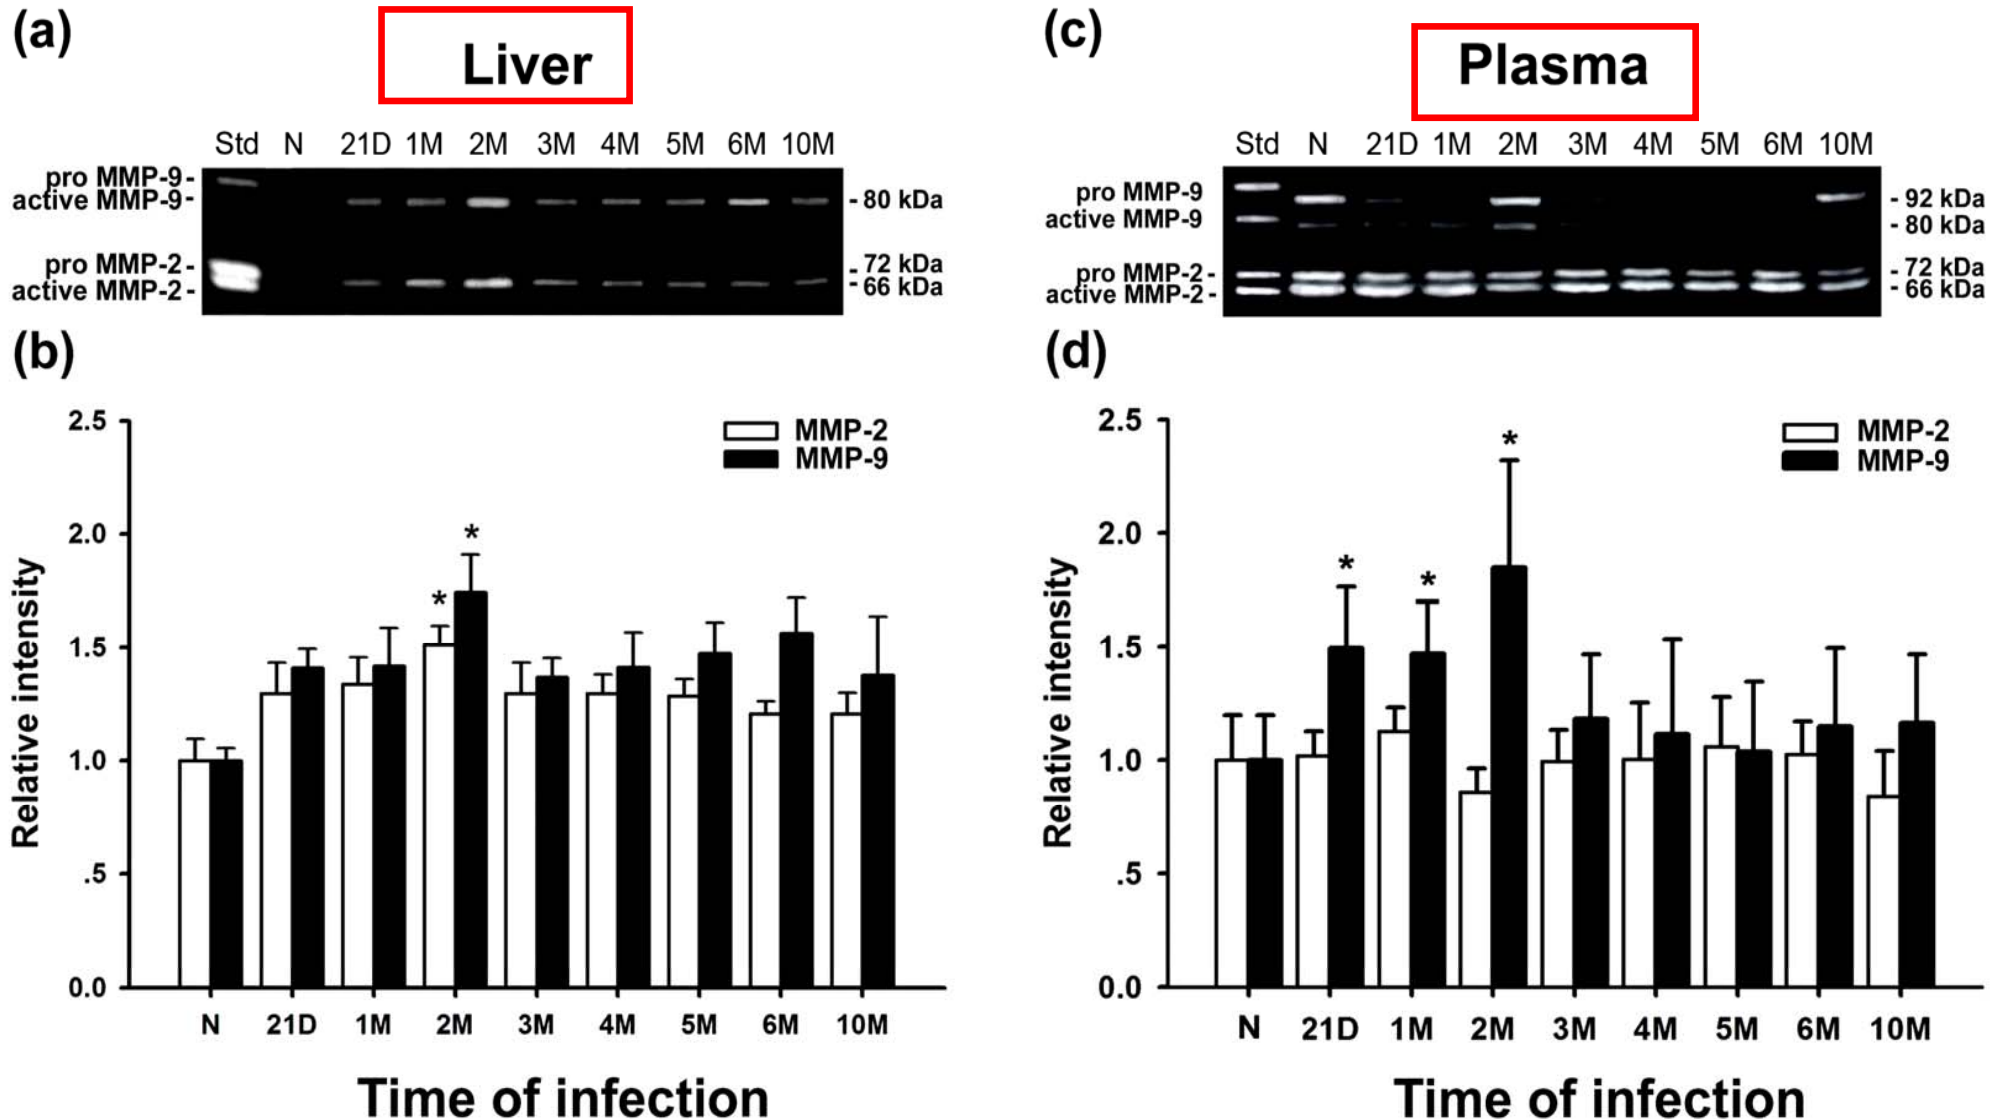 (a)
Liver
Std N 21D 1M 2M 3M 4M 5M 6M 10M
pro MMP-9-
active MMP-9-
- 80 kDa
pro MMP-2-
active MMP-2-
- 72 kDa
- 66 kDa
(b)
2.5
2.0
1.5
1.0
.5
0.0
Relative intensity
MMP-2
MMP-9
*
*
N 21D 1M 2M 3M 4M 5M 6M 10M
Time of infection
(c)
Plasma
Std N 21D 1M 2M 3M 4M 5M 6M 10M
pro MMP-9
active MMP-9
pro MMP-2-
active MMP-2-
- 92 kDa
- 80 kDa
- 72 kDa
- 66 kDa
(d)
2.5
2.0
1.5
1.0
.5
0.0
Relative intensity
MMP-2
MMP-9
*
*
*
N 21D 1M 2M 3M 4M 5M 6M 10M
Time of infection